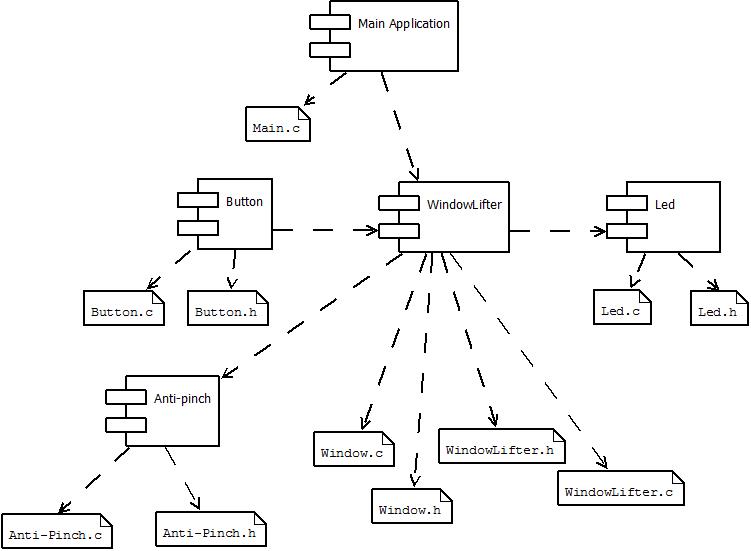 Main Application
Main.c
Button
WindowLifter
Led
Button.c
Button.h
Led.c
Led.h
Anti-pinch
Window.c
WindowLifter.h
Window.h
WindowLifter.c
Anti-Pinch.c
Anti-Pinch.h